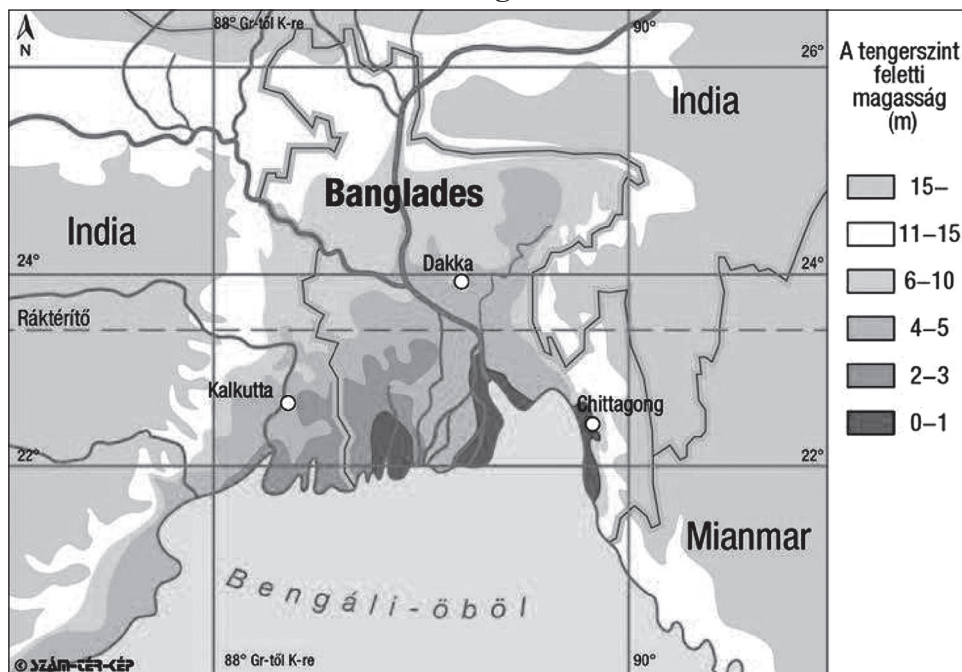 88° Gr-től K-re
90°
N
26°
India
Banglades
India
24°
Dakka
24°
Ráktérítő
Kalkutta
Chittagong
22°
22°
Mianmar
Bengáli-öböl
© SZÁM-TÉR-KÉP
88° Gr-től K-re
90°
A tengerszint
feletti
magasság
(m)
15–
11–15
6–10
4–5
2–3
0–1